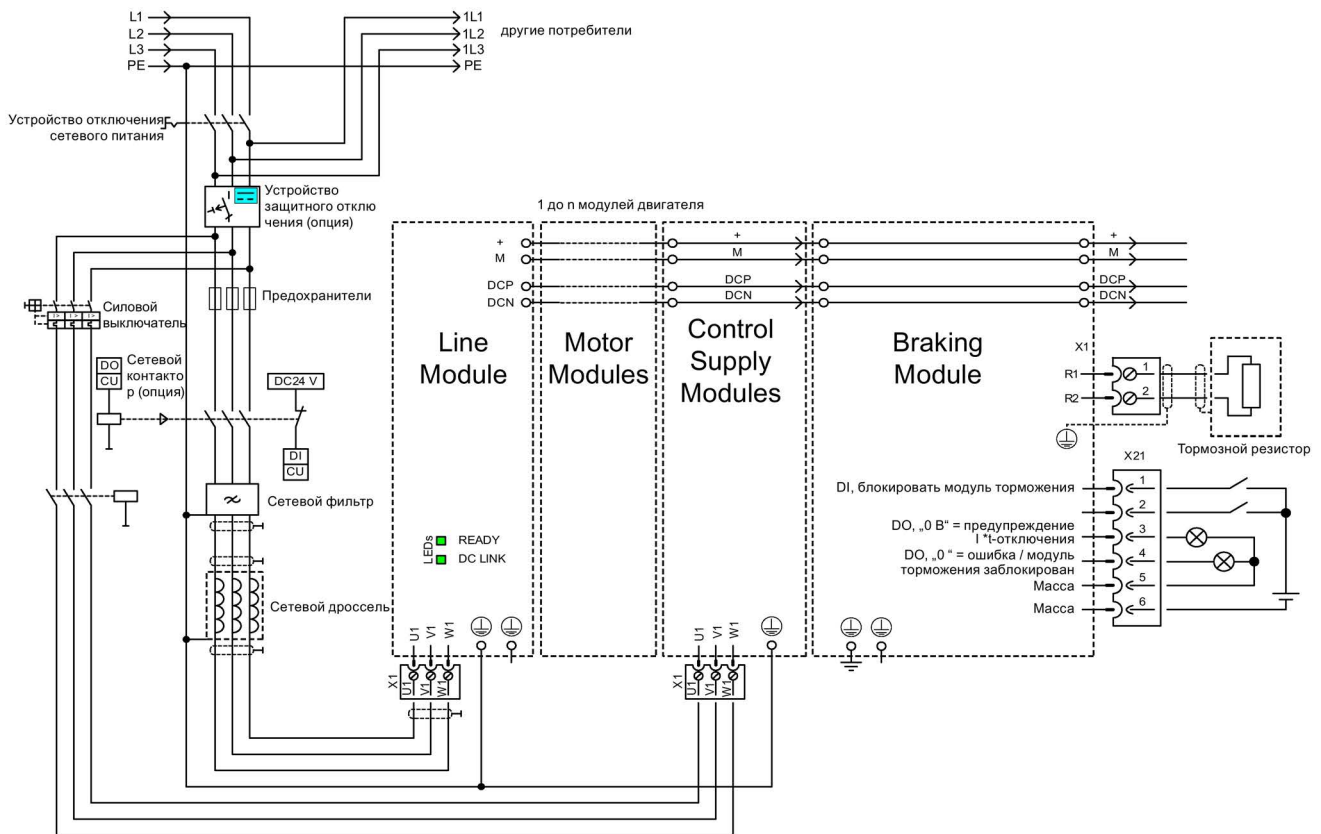 L1
1L1
L2
1L2
другие потребители
L3
1L3
PE
PE
Устройство отключения
сетевого питания
Устройство
защитного отклю
чения (опция)
1 до n модулей двигателя
+
M
DCP
DCN
+
M
DCP
DCN
+
M
DCP
DCN
Предохранители
Силовой
выключатель
I>
I>
I>
Line
Module
Motor
Modules
Control
Supply
Modules
Braking
Module
X1
R1
1
R2
2
Тормозной резистор
DO
CU
Сетевой
контакто
р (опция)
DC24 V
DI
CU
X21
DI, блокировать модуль торможения
1
2
DO, „0 В“ = предупреждение
I *t-отключения
3
DO, „0 “ = ошибка / модуль
торможения заблокирован
4
Масса
5
Масса
6
Сетевой фильтр
LEDs
READY
DC LINK
Сетевой дроссель
U1
V1
W1
X1
U1
V1
W1
U1
V1
W1
X1
U1
V1
W1